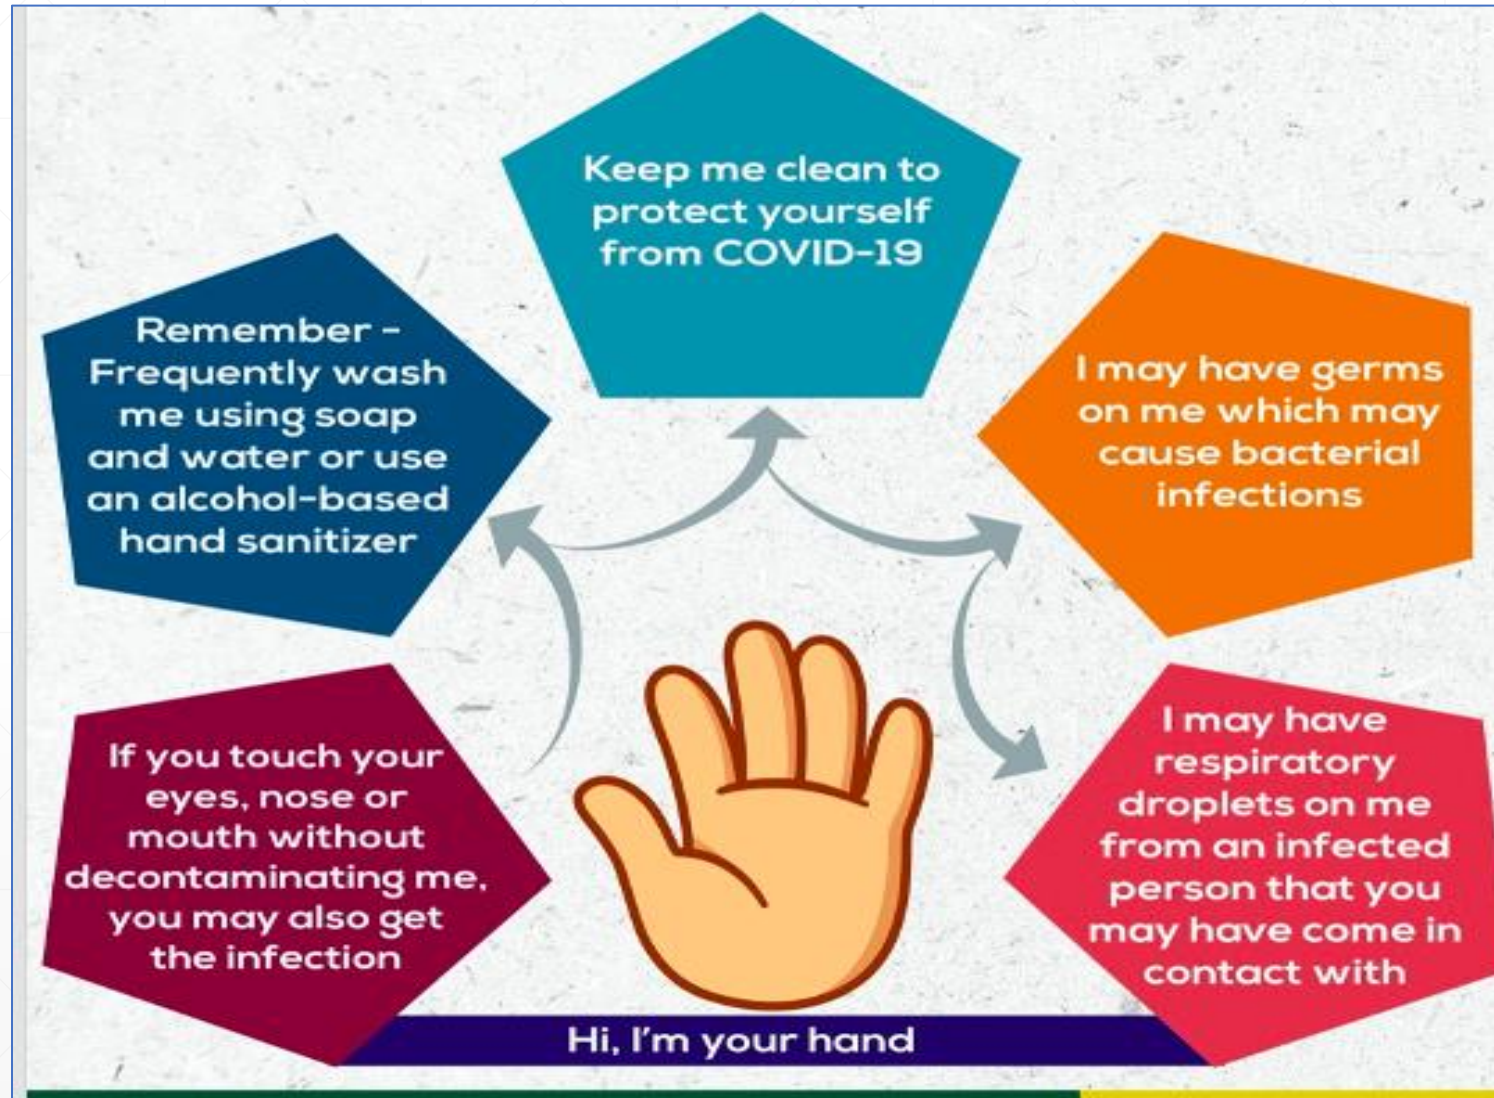 Keep me clean to
protect yourself
from COVID-19
Remember -
Frequently wash
me using soap
and water or use
an alcohol-based
hand sanitizer
I may have germs
on me which may
cause bacterial
infections
If you touch your
eyes, nose or
mouth without
decontaminating me,
you may also get
the infection
I may have
respiratory
droplets on me
from an infected
person that you
may have come in
contact with
Hi, I'm your hand